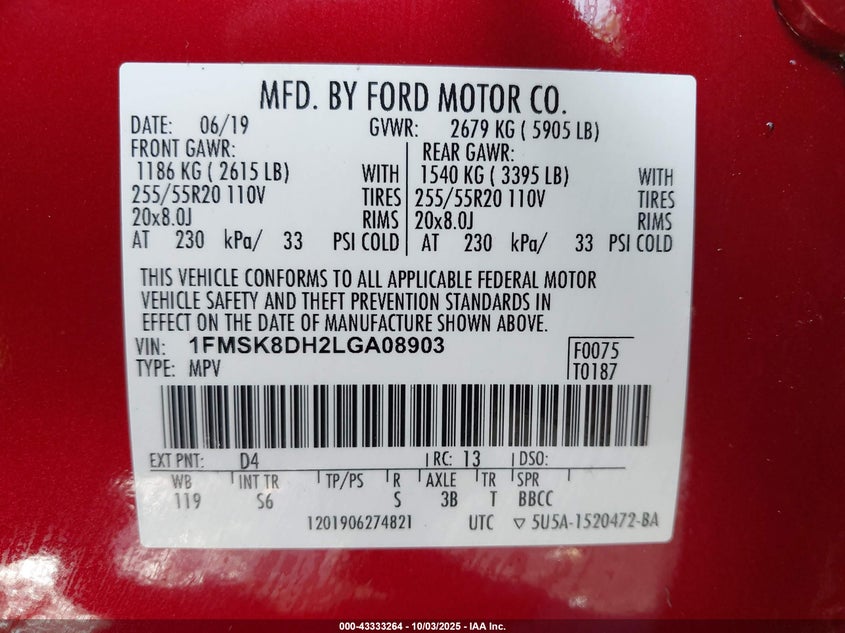 MFD. BY FORD MOTOR CO.
DATE: 06/19 GVWR: 2679 KG ( 5905 LB)
FRONT GAWR: REAR GAWR:
1186 KG ( 2615 LB) WITH 1540 KG ( 3395 LB) WITH
255/55R20 110V TIRES 255/55R20 110V TIRES
20x8.0J RIMS 20x8.0J RIMS
AT 230 kPa/ 33 PSI COLD AT 230 kPa/ 33 PSI COLD
THIS VEHICLE CONFORMS TO ALL APPLICABLE FEDERAL MOTOR
VEHICLE SAFETY AND THEFT PREVENTION STANDARDS IN
EFFECT ON THE DATE OF MANUFACTURE SHOWN ABOVE.
VIN: 1FMSK8DH2LGA08903 F0075
TYPE: MPV T0187
EXT PNT: D4 RC: 13 DSO:
WB INT TR TP/PS R AXLE TR SPR
119 S6 S 3B T BBCC
1201906274821 UTC ▽ 5U5A-1520472-BA
000-43333264 - 10/03/2025 - IAA Inc.